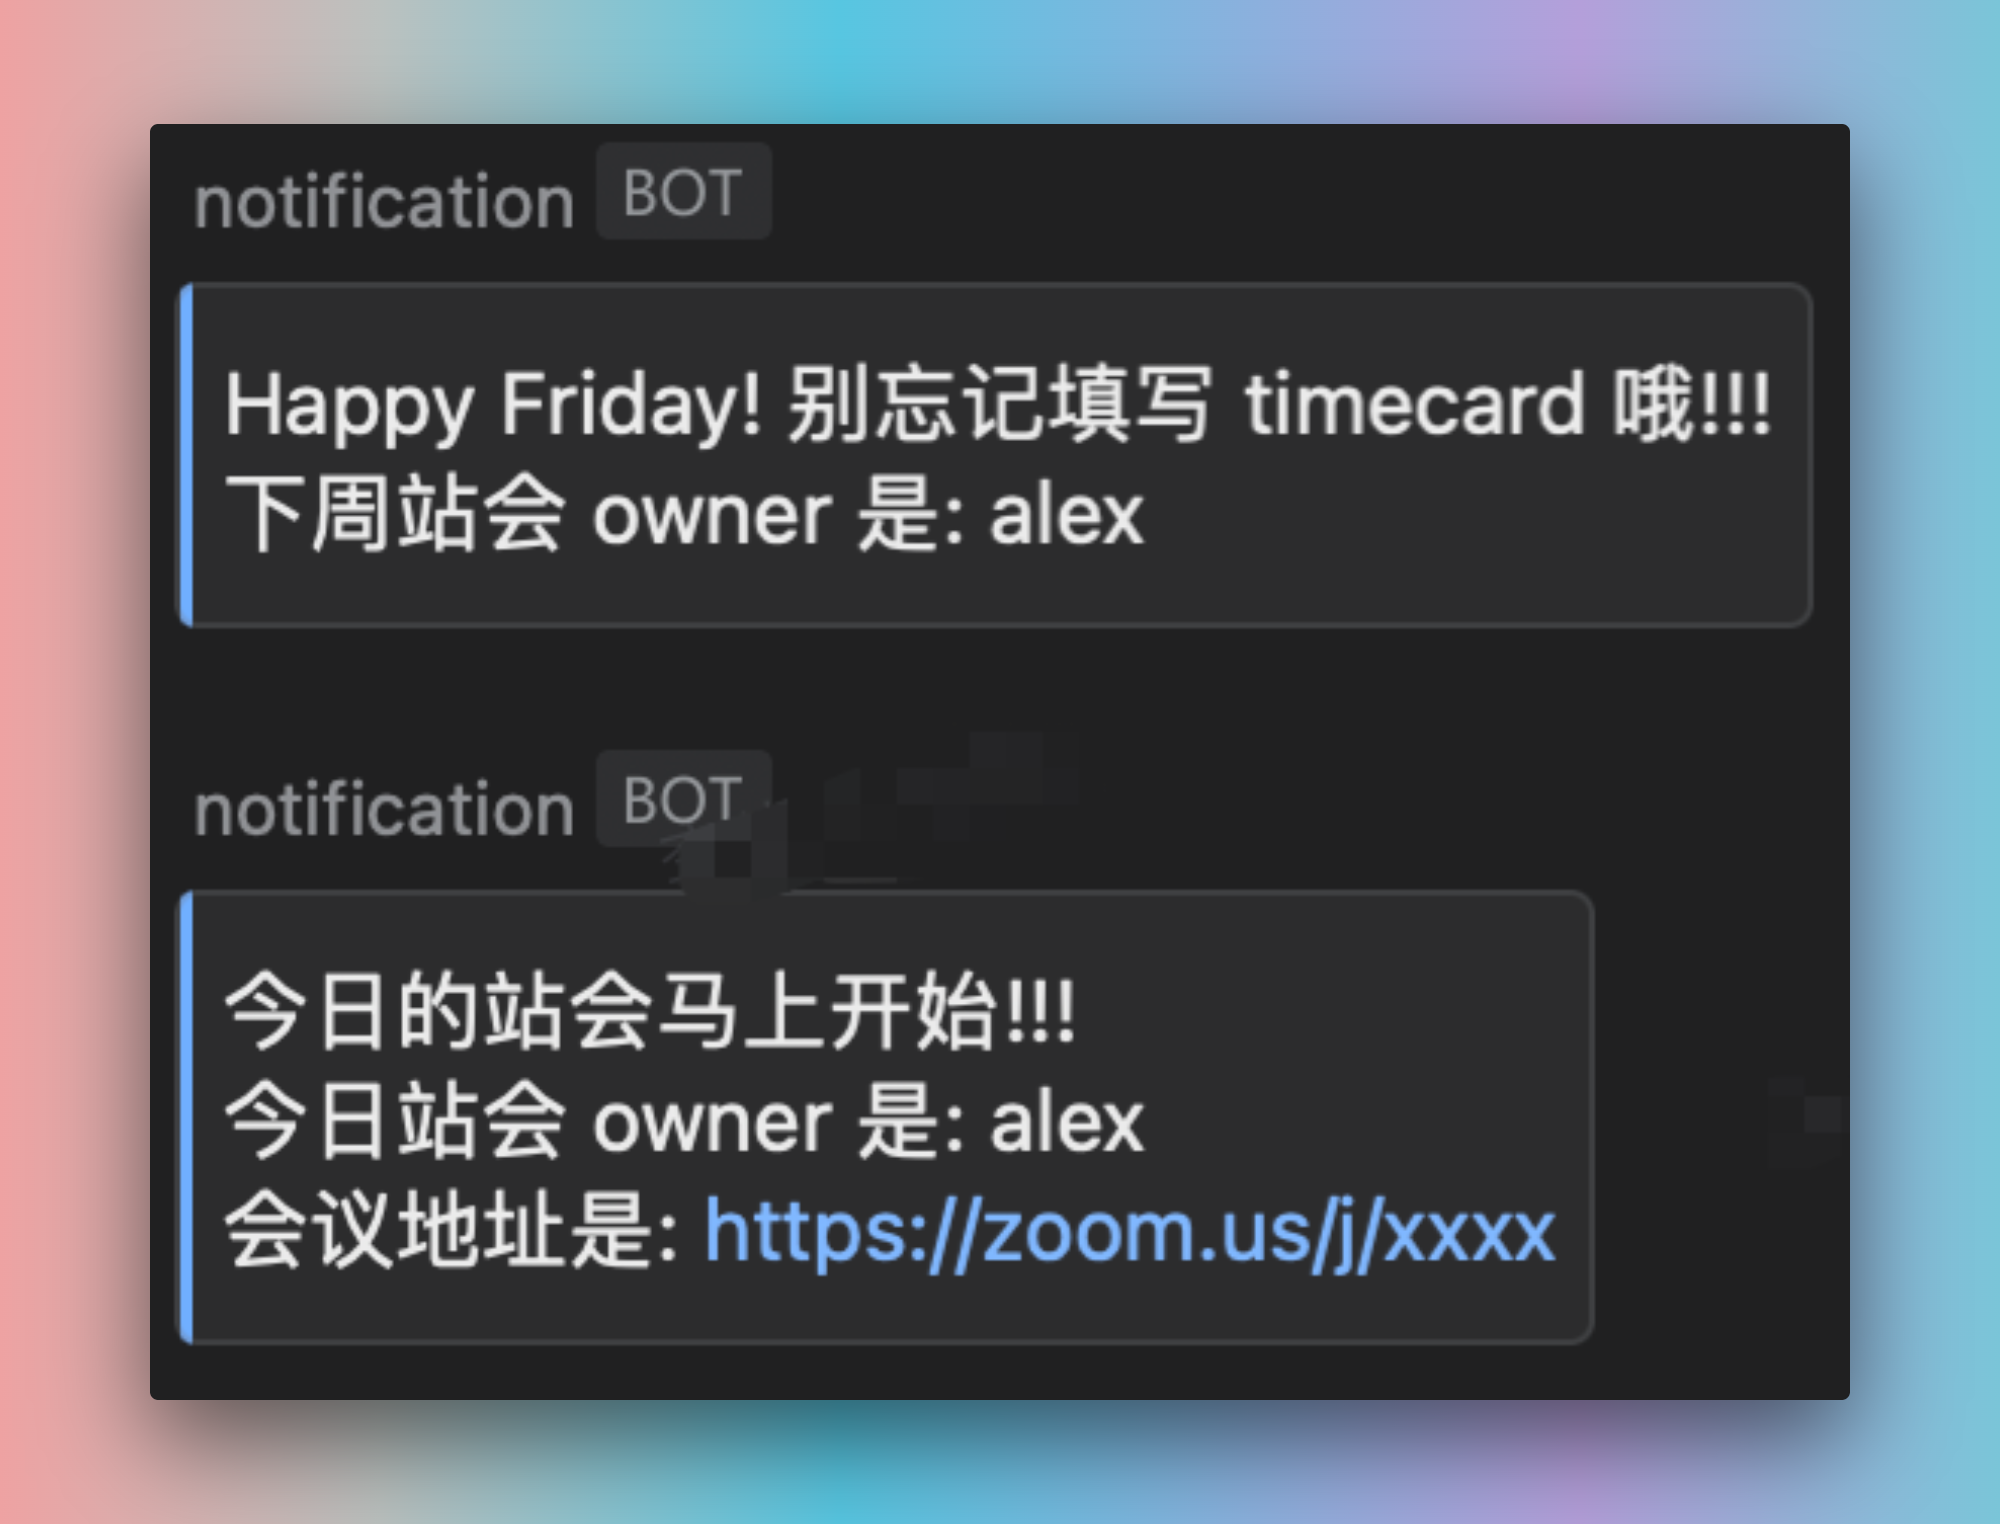 notification BOT
Happy Friday! 别忘记填写 timecard 哦!!!
下周站会 owner 是: alex
notification BOT
今日的站会马上开始!!!
今日站会 owner 是: alex
会议地址是: https://zoom.us/j/xxxx